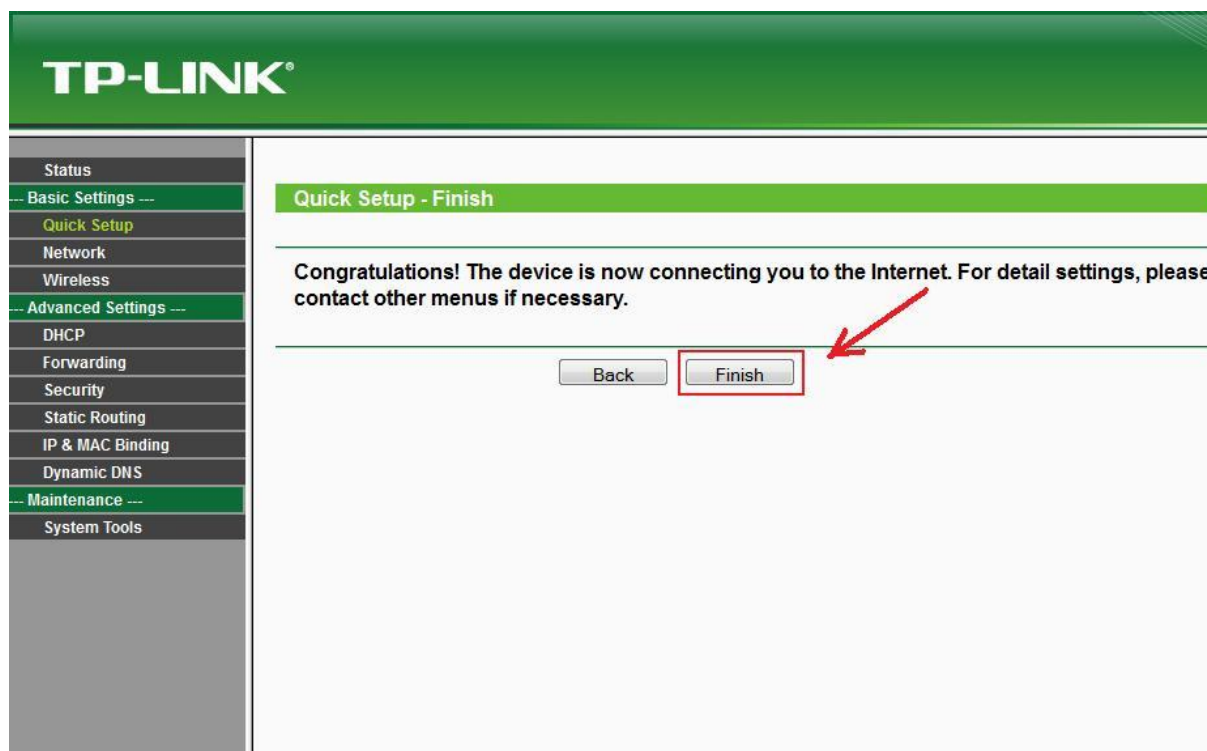 TP-LINK®
Status
--- Basic Settings ---
Quick Setup
Network
Wireless
--- Advanced Settings ---
DHCP
Forwarding
Security
Static Routing
IP & MAC Binding
Dynamic DNS
--- Maintenance ---
System Tools
Quick Setup - Finish
Congratulations! The device is now connecting you to the Internet. For detail settings, please
contact other menus if necessary.
Back
Finish